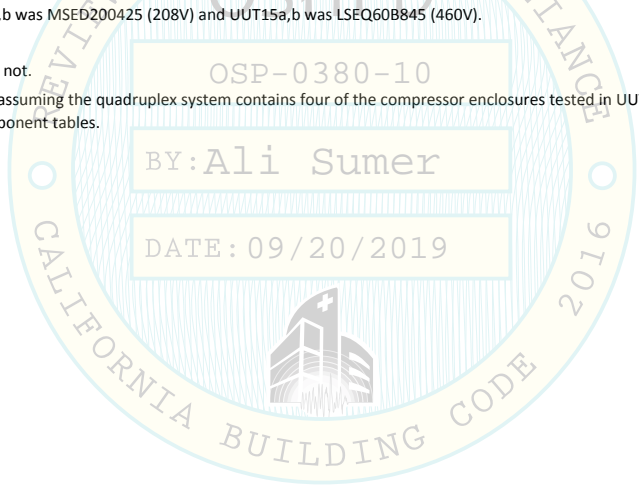 ,b was MSED200425 (208V) and UUT15a,b was LSEQ60B845 (460V).
not.
assuming the quadruplex system contains four of the compressor enclosures tested in UU
ponent tables.
OSP-0380-10
BY: Ali Sumer
DATE: 09/20/2019
CALIFORNIA BUILDING CODE 2016